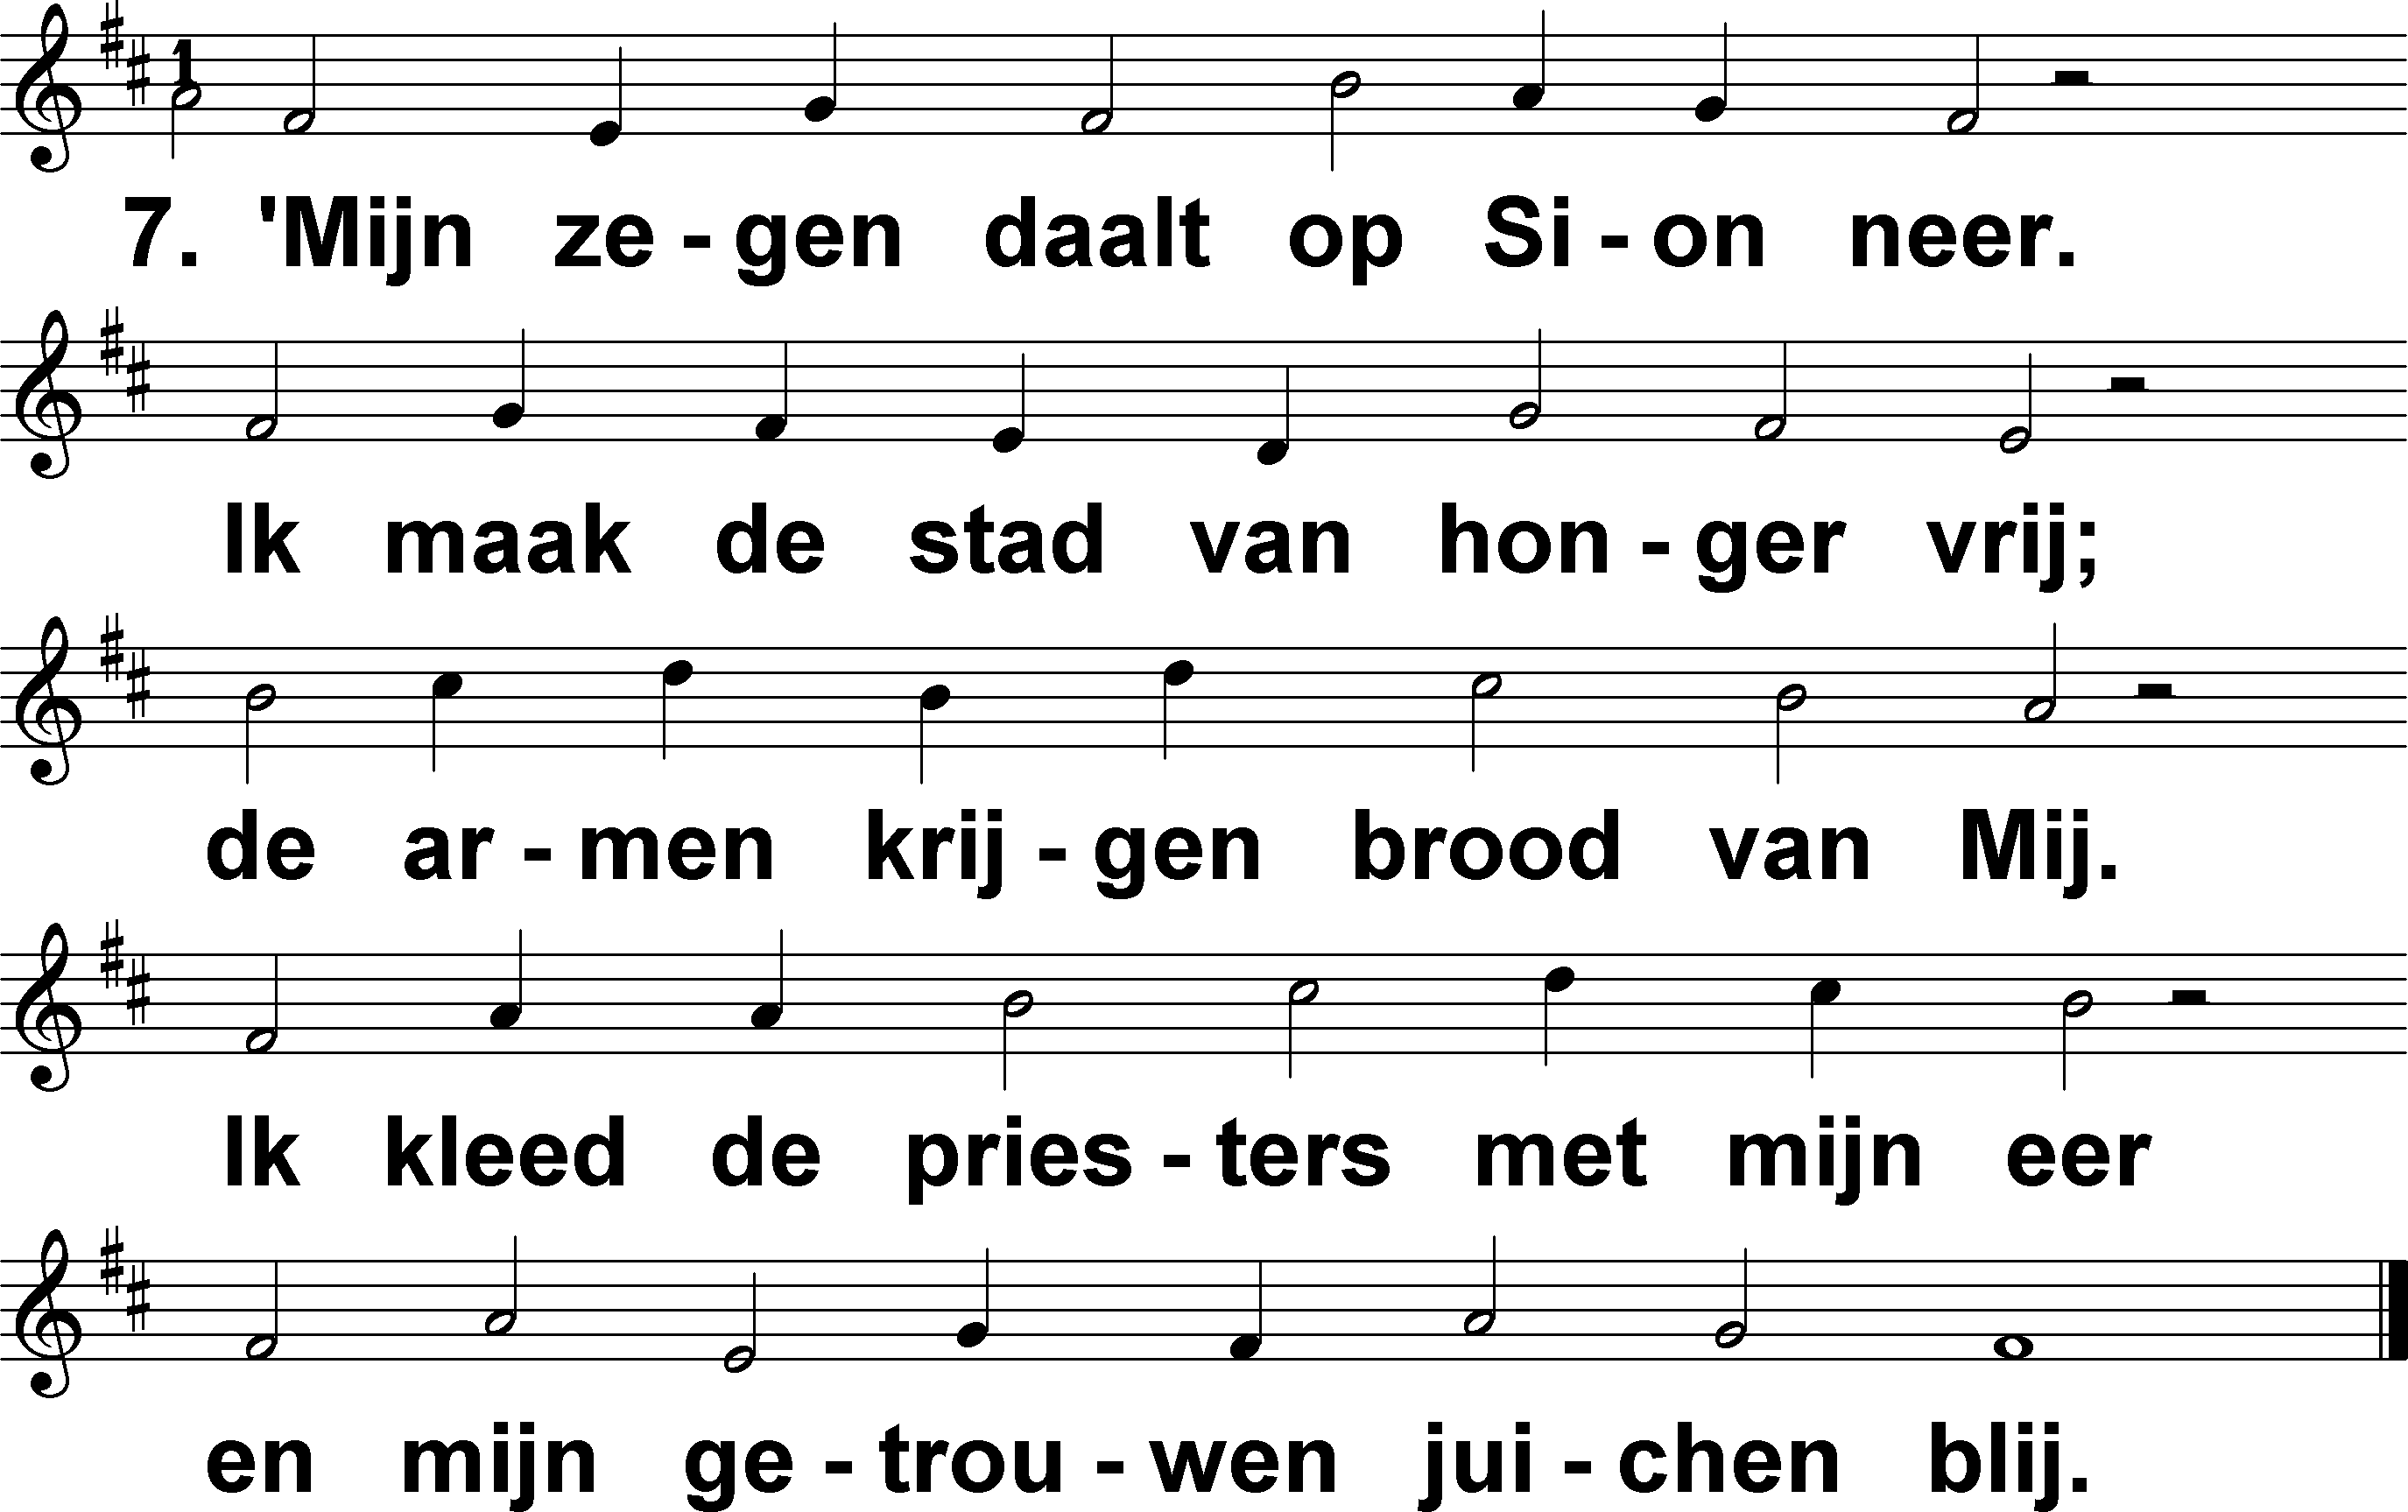 1
7. 'Mijn ze - gen daalt op Si - on neer.
Ik maak de stad van hon - ger vrij;
de ar - men krij - gen brood van Mij.
Ik kleed de pries - ters met mijn eer
en mijn ge - trou - wen jui - chen blij.